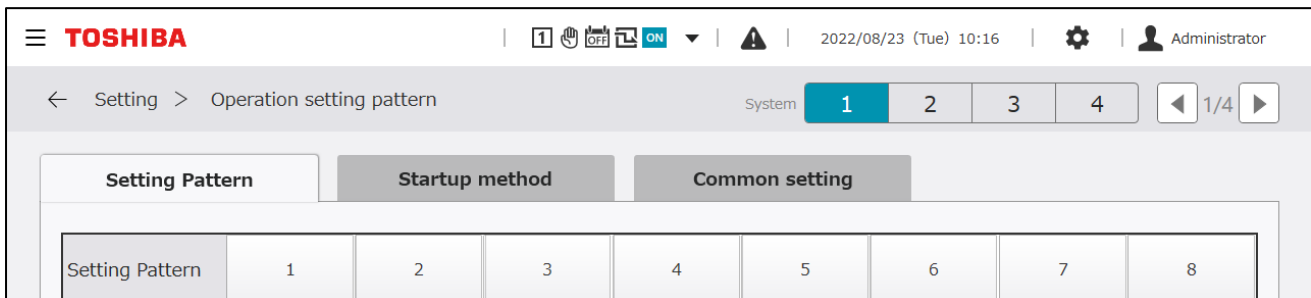 TOSHIBA 1 OFF ON 2022/08/23 (Tue) 10:16 Administrator
Setting > Operation setting pattern System 1 2 3 4 1/4
Setting Pattern Startup method Common setting
Setting Pattern 1 2 3 4 5 6 7 8